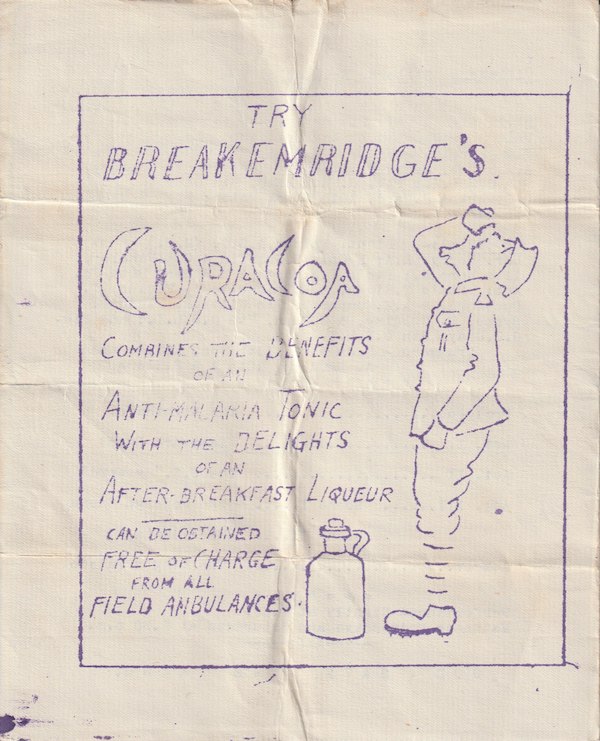 TRY
BREAKEMRIDGE'S.
CURACOA
COMBINES THE BENEFITS
OF AN
ANTI-MALARIA TONIC
WITH THE DELIGHTS
OF AN
AFTER-BREAKFAST LIQUEUR
CAN BE OBTAINED
FREE OF CHARGE
FROM ALL
FIELD AMBULANCES.